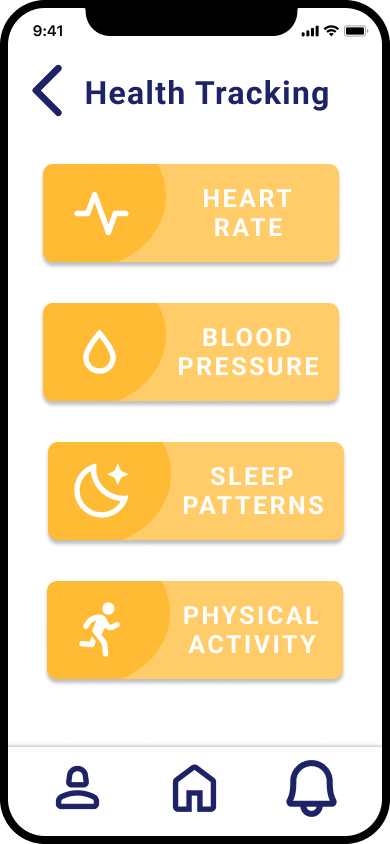 9:41
Health Tracking
HEART
RATE
BLOOD
PRESSURE
SLEEP
PATTERNS
PHYSICAL
ACTIVITY